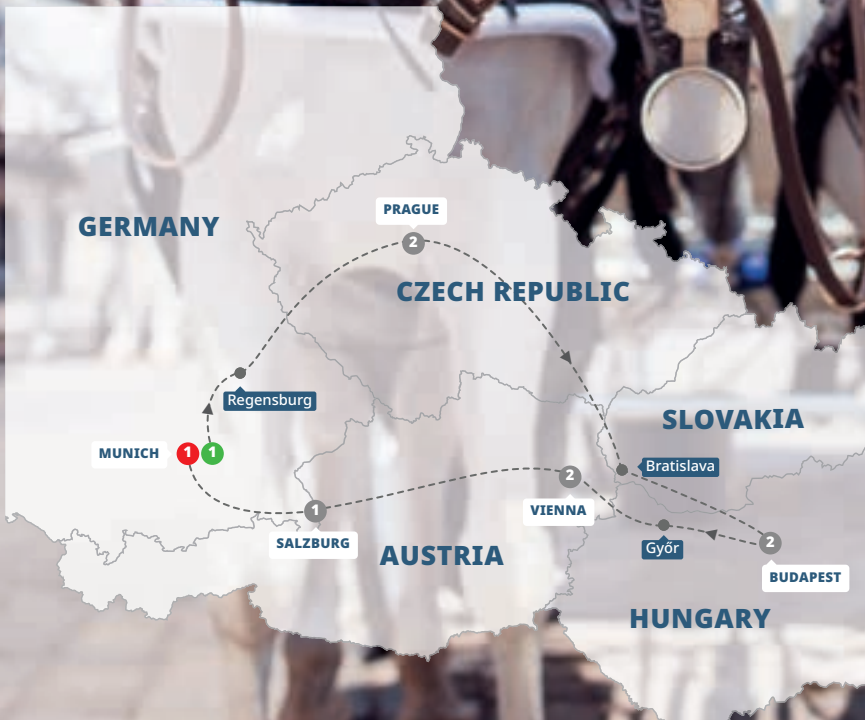 PRAGUE
GERMANY
2
CZECH REPUBLIC
Regensburg
SLOVAKIA
MUNICH 1 1
Bratislava
2
VIENNA
1
SALZBURG
AUSTRIA
Győr
2
BUDAPEST
HUNGARY